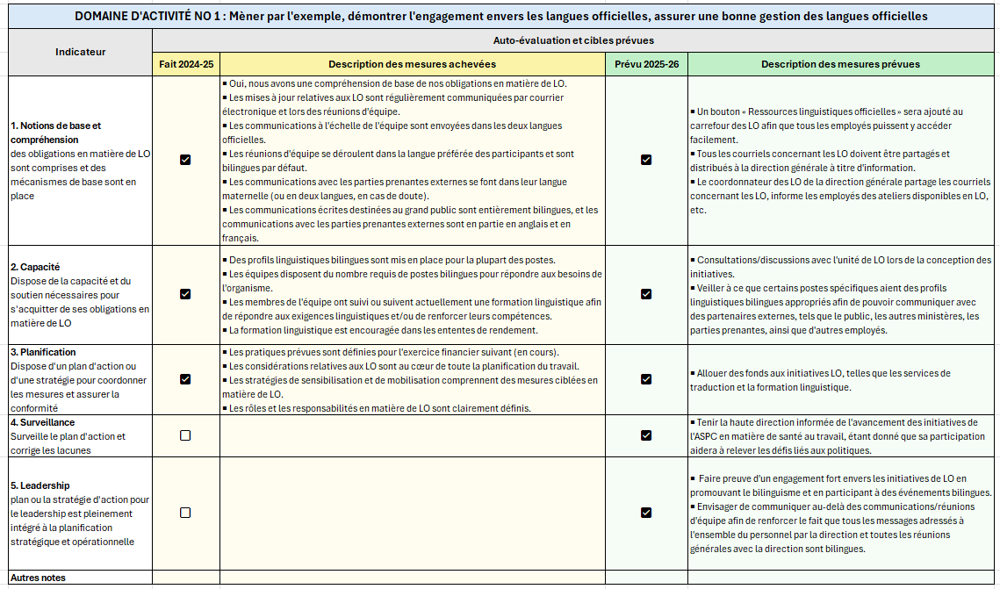 DOMAINE D'ACTIVITÉ NO 1 : Mèner par l'exemple, démontrer l'engagement envers les langues officielles, assurer une bonne gestion des langues officielles
Indicateur
Auto-évaluation et cibles prévues
Fait 2024-25
Description des mesures achevées
Prévu 2025-26
Description des mesures prévues
1. Notions de base et
compréhension
des obligations en matière de LO
sont comprises et des
mécanismes de base sont en
place
▪ Oui, nous avons une compréhension de base de nos obligations en matière de LO.
▪ Les mises à jour relatives aux LO sont régulièrement communiquées par courrier
électronique et lors des réunions d'équipe.
▪ Les communications à l'échelle de l'équipe sont envoyées dans les deux langues
officielles.
▪ Les réunions d'équipe se déroulent dans la langue préférée des participants et sont
bilingues par défaut.
▪ Les communications avec les parties prenantes externes se font dans leur langue
maternelle (ou en deux langues, en cas de doute).
▪ Les communications écrites destinées au grand public sont entièrement bilingues, et les
communications avec les parties prenantes externes sont en partie en anglais et en
français.
▪ Un bouton « Ressources linguistiques officielles » sera ajouté au
carrefour des LO afin que tous les employés puissent y accéder
facilement.
▪ Tous les courriels concernant les LO doivent être partagés et
distribués à la direction générale à titre d'information.
▪ Le coordonnateur des LO de la direction générale partage les courriels
concernant les LO, informe les employés des ateliers disponibles en LO,
etc.
2. Capacité
Dispose de la capacité et du
soutien nécessaires pour
s'acquitter de ses obligations en
matière de LO
▪ Des profils linguistiques bilingues sont mis en place pour la plupart des postes.
▪ Les équipes disposent du nombre requis de postes bilingues pour répondre aux besoins de
l'organisme.
▪ Les membres de l'équipe ont suivi ou suivent actuellement une formation linguistique afin
de répondre aux exigences linguistiques et/ou de renforcer leurs compétences.
▪ La formation linguistique est encouragée dans les ententes de rendement.
▪ Consultations/discussions avec l'unité de LO lors de la conception des
initiatives.
▪ Veiller à ce que certains postes spécifiques aient des profils
linguistiques bilingues appropriés afin de pouvoir communiquer avec
des partenaires externes, tels que le public, les autres ministères, les
parties prenantes, ainsi que d'autres employés.
3. Planification
Dispose d'un plan d'action ou
d'une stratégie pour coordonner
les mesures et assurer la
conformité
▪ Les pratiques prévues sont définies pour l'exercice financier suivant (en cours).
▪ Les considérations relatives aux LO sont au cœur de toute la planification du travail.
▪ Les stratégies de sensibilisation et de mobilisation comprennent des mesures ciblées en
matière de LO.
▪ Les rôles et les responsabilités en matière de LO sont clairement définis.
▪ Allouer des fonds aux initiatives LO, telles que les services de
traduction et la formation linguistique.
4. Surveillance
Surveille le plan d'action et
corrige les lacunes
▪ Tenir la haute direction informée de l'avancement des initiatives de
l'ASPC en matière de santé au travail, étant donné que sa participation
aidera à relever les défis liés aux politiques.
5. Leadership
plan ou la stratégie d'action pour
le leadership est pleinement
intégré à la planification
stratégique et opérationnelle
▪ Faire preuve d'un engagement fort envers les initiatives de LO en
promouvant le bilinguisme et en participant à des événements bilingues.
▪ Envisager de communiquer au-delà des communications/réunions
d'équipe afin de renforcer le fait que tous les messages adressés à
l'ensemble du personnel par la direction et toutes les réunions
générales avec la direction sont bilingues.
Autres notes